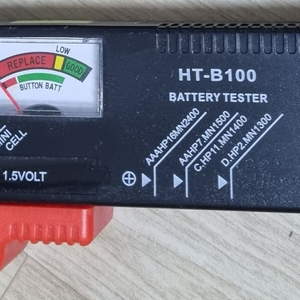 LOW
REPLACE
GOOD
BUTTON BATT
HT-B100
BATTERY TESTER
MINI
CELL
1.5VOLT
AAAHP16MN2400
AAHP7.MN1500
C.HP11.MN1400
D.HP2.MN1300